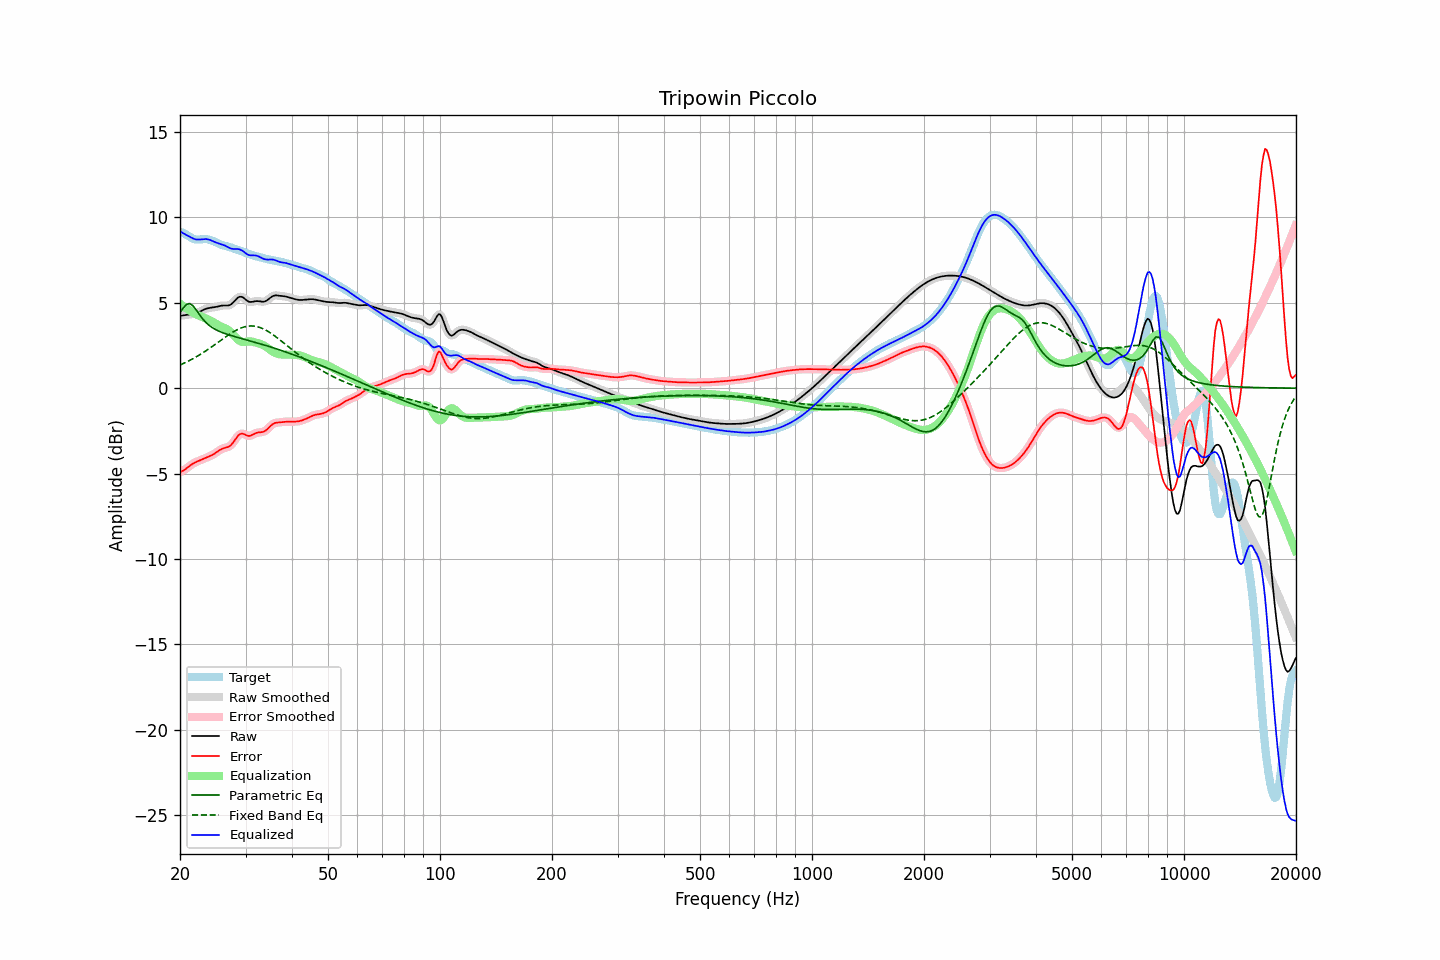 Tripowin Piccolo
Amplitude (dBr)
15
10
5
0
−5
−10
−15
−20
−25
Target
Raw Smoothed
Error Smoothed
Raw
Error
Equalization
Parametric Eq
Fixed Band Eq
Equalized
20
50
100
200
500
1000
2000
5000
10000
20000
Frequency (Hz)